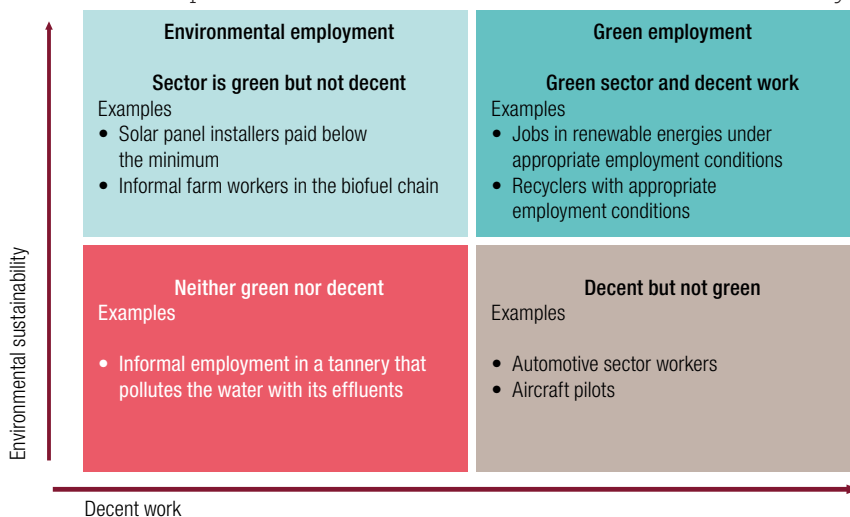 Environmental employment
Sector is green but not decent
Examples
• Solar panel installers paid below
the minimum
• Informal farm workers in the biofuel chain
Green employment
Green sector and decent work
Examples
• Jobs in renewable energies under
appropriate employment conditions
• Recyclers with appropriate
employment conditions
Neither green nor decent
Examples
• Informal employment in a tannery that
pollutes the water with its effluents
Decent but not green
Examples
• Automotive sector workers
• Aircraft pilots
Environmental sustainability
Decent work